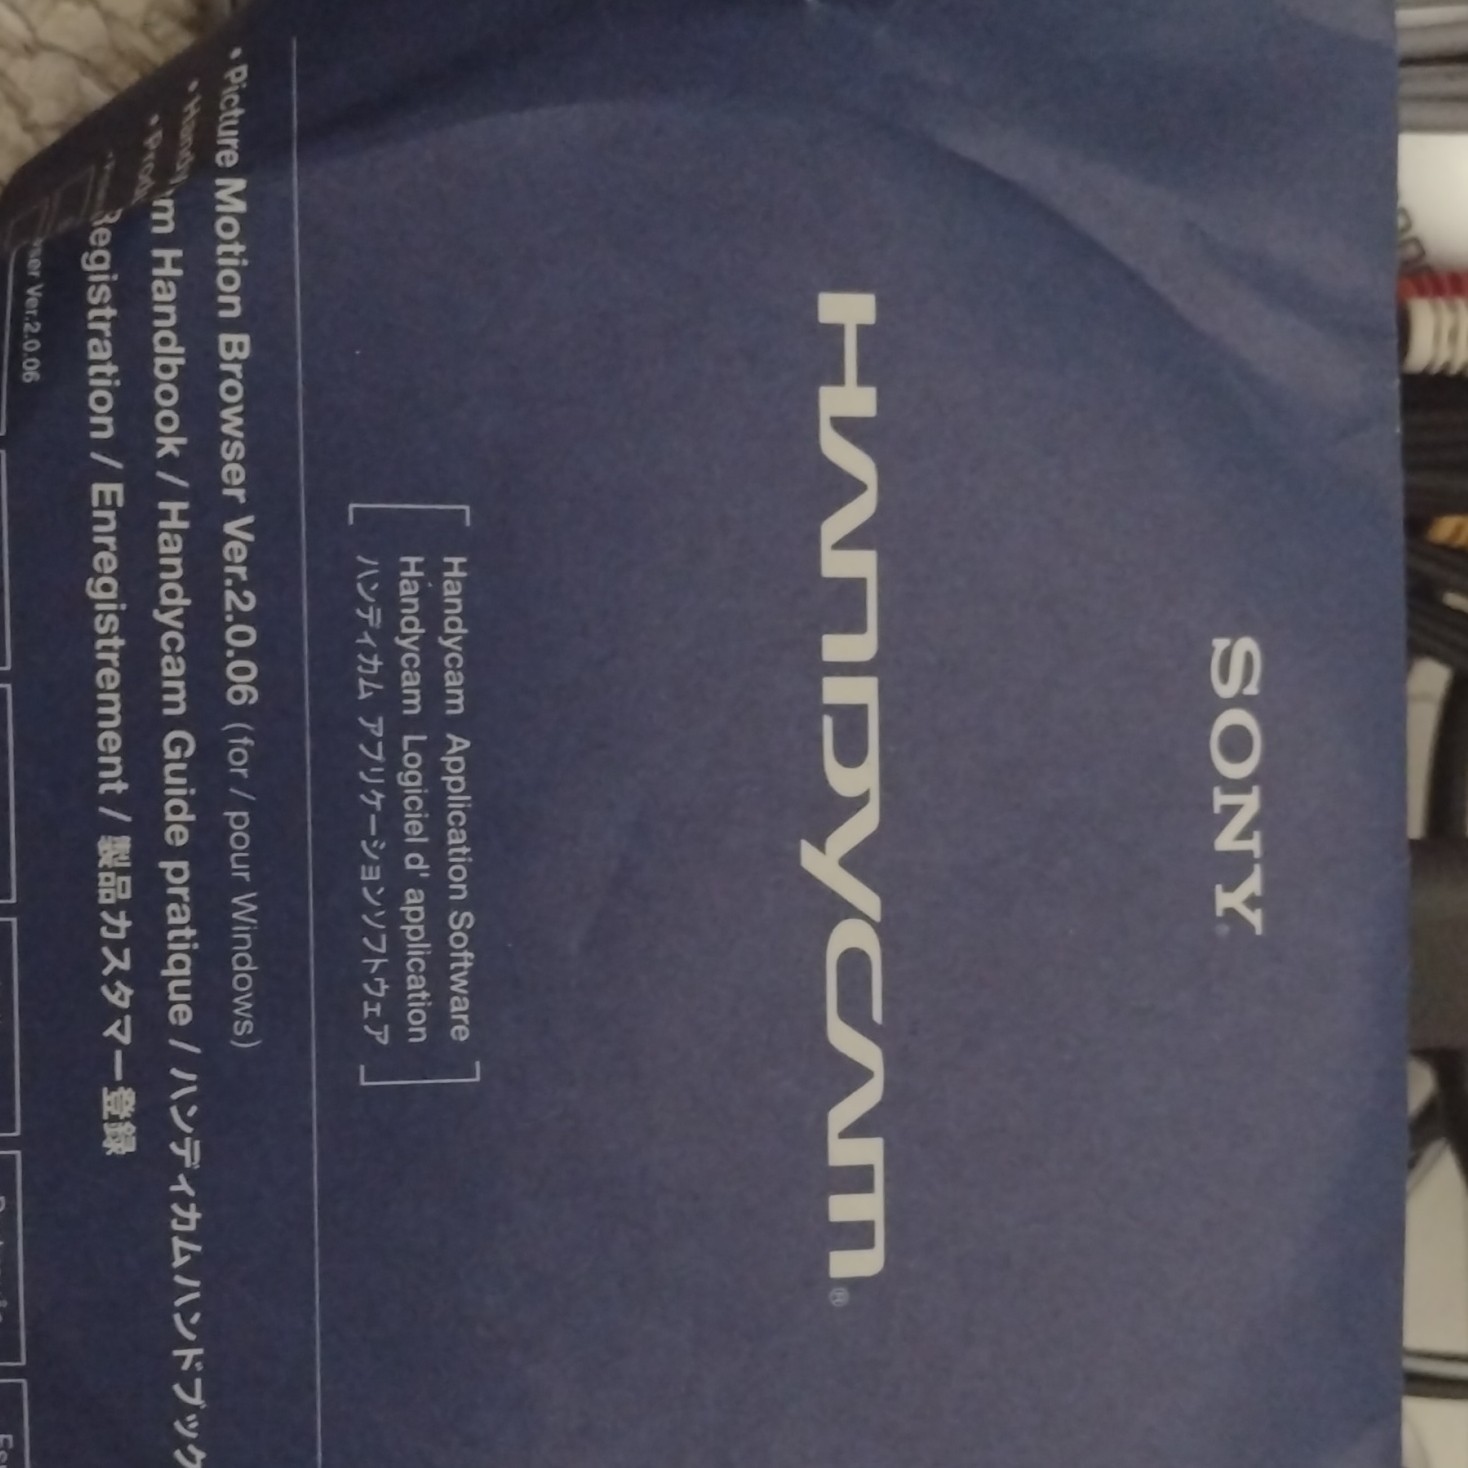 SONY
HANDYCAM®
Handycam Application Software
Handycam Logiciel d' application
ハンディカム アプリケーションソフトウェア
• Picture Motion Browser Ver.2.0.06 (for / pour Windows)
Handbook / Handycam Guide pratique / ハンディカムハンドブック
Registration / Enregistrement / 製品カスタマー登録
Ver.2.0.06